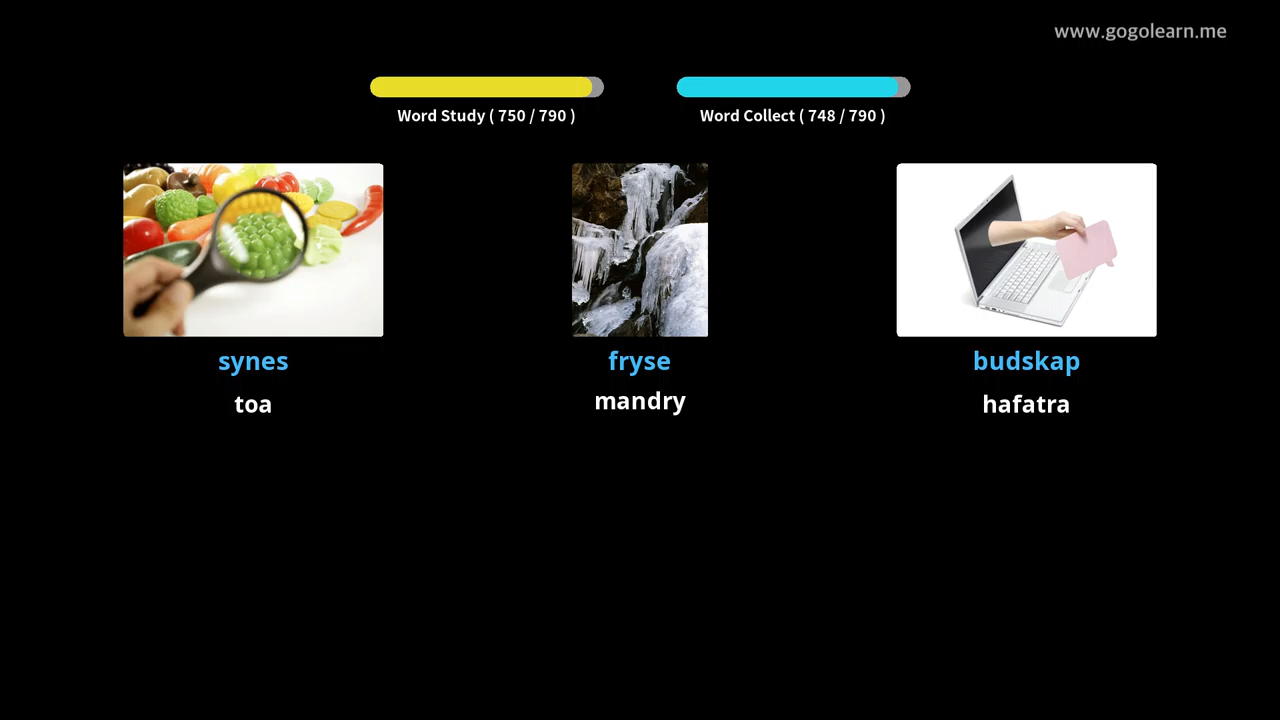 www.gogolearn.me
Word Study ( 750 / 790 )
Word Collect ( 748 / 790 )
synes
toa
fryse
mandry
budskap
hafatra